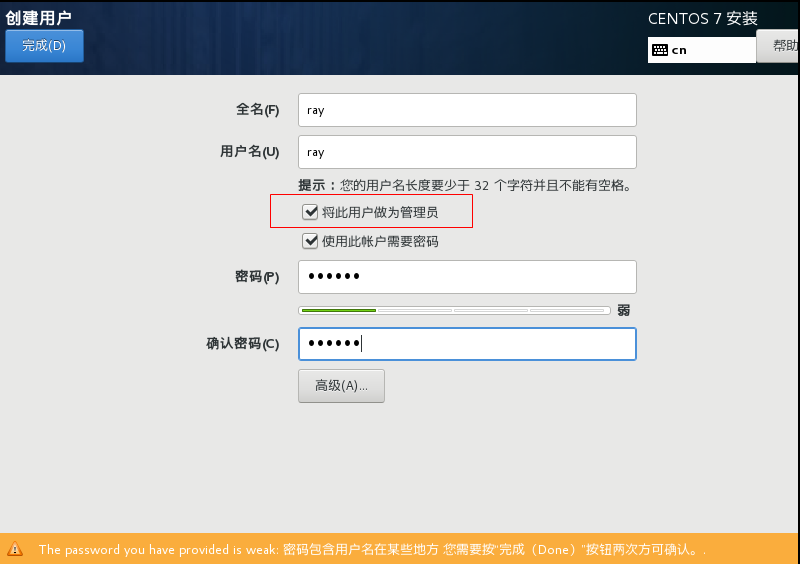 创建用户
CENTOS 7 安装
完成(D)
cn
帮助
全名(F)
ray
用户名(U)
ray
提示：您的用户名长度要少于 32 个字符并且不能有空格。
将此用户做为管理员
使用此帐户需要密码
密码(P)
●●●●●●
弱
确认密码(C)
●●●●●●
高级(A)...
The password you have provided is weak: 密码包含用户名在某些地方 您需要按"完成（Done）"按钮两次方可确认。.